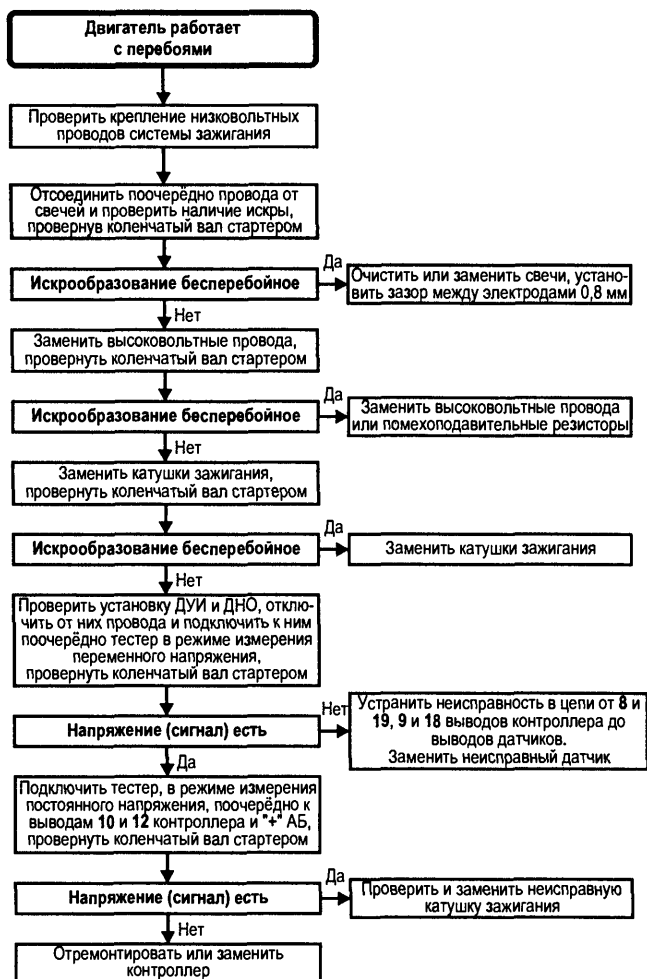 Двигатель работает
с перебоями
Проверить крепление низковольтных
проводов системы зажигания
Отсоединить поочерёдно провода от
свечей и проверить наличие искры,
провернув коленчатый вал стартером
Искрообразование бесперебойное
Да
Очистить или заменить свечи, устано-
вить зазор между электродами 0,8 мм
Нет
Заменить высоковольтные провода,
провернуть коленчатый вал стартером
Искрообразование бесперебойное
Да
Заменить высоковольтные провода
или помехоподавительные резисторы
Нет
Заменить катушки зажигания,
провернуть коленчатый вал стартером
Искрообразование бесперебойное
Да
Заменить катушки зажигания
Нет
Проверить установку ДУИ и ДНО, отклю-
чить от них провода и подключить к ним
поочерёдно тестер в режиме измерения
переменного напряжения,
провернуть коленчатый вал стартером
Напряжение (сигнал) есть
Нет
Устранить неисправность в цепи от 8 и
19, 9 и 18 выводов контроллера до
выводов датчиков.
Заменить неисправный датчик
Да
Подключить тестер, в режиме измерения
постоянного напряжения, поочерёдно к
выводам 10 и 12 контроллера и "+" АБ,
провернуть коленчатый вал стартером
Напряжение (сигнал) есть
Да
Проверить и заменить неисправную
катушку зажигания
Нет
Отремонтировать или заменить
контроллер